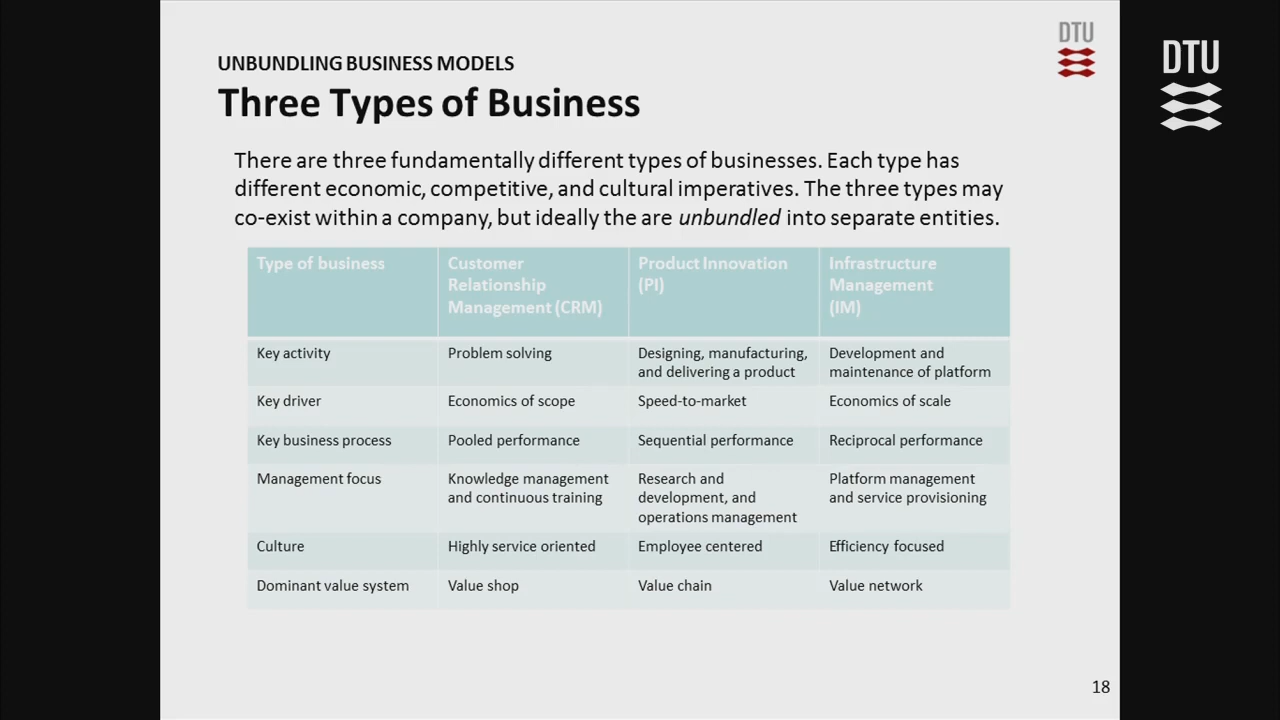 DTU
DTU
UNBUNDLING BUSINESS MODELS
Three Types of Business
There are three fundamentally different types of businesses. Each type has
different economic, competitive, and cultural imperatives. The three types may
co-exist within a company, but ideally the are unbundled into separate entities.
Type of business
Customer
Relationship
Management (CRM)
Product Innovation
(PI)
Infrastructure
Management
(IM)
Key activity
Problem solving
Designing, manufacturing,
and delivering a product
Development and
maintenance of platform
Key driver
Economics of scope
Speed-to-market
Economics of scale
Key business process
Pooled performance
Sequential performance
Reciprocal performance
Management focus
Knowledge management
and continuous training
Research and
development, and
operations management
Platform management
and service provisioning
Culture
Highly service oriented
Employee centered
Efficiency focused
Dominant value system
Value shop
Value chain
Value network
18